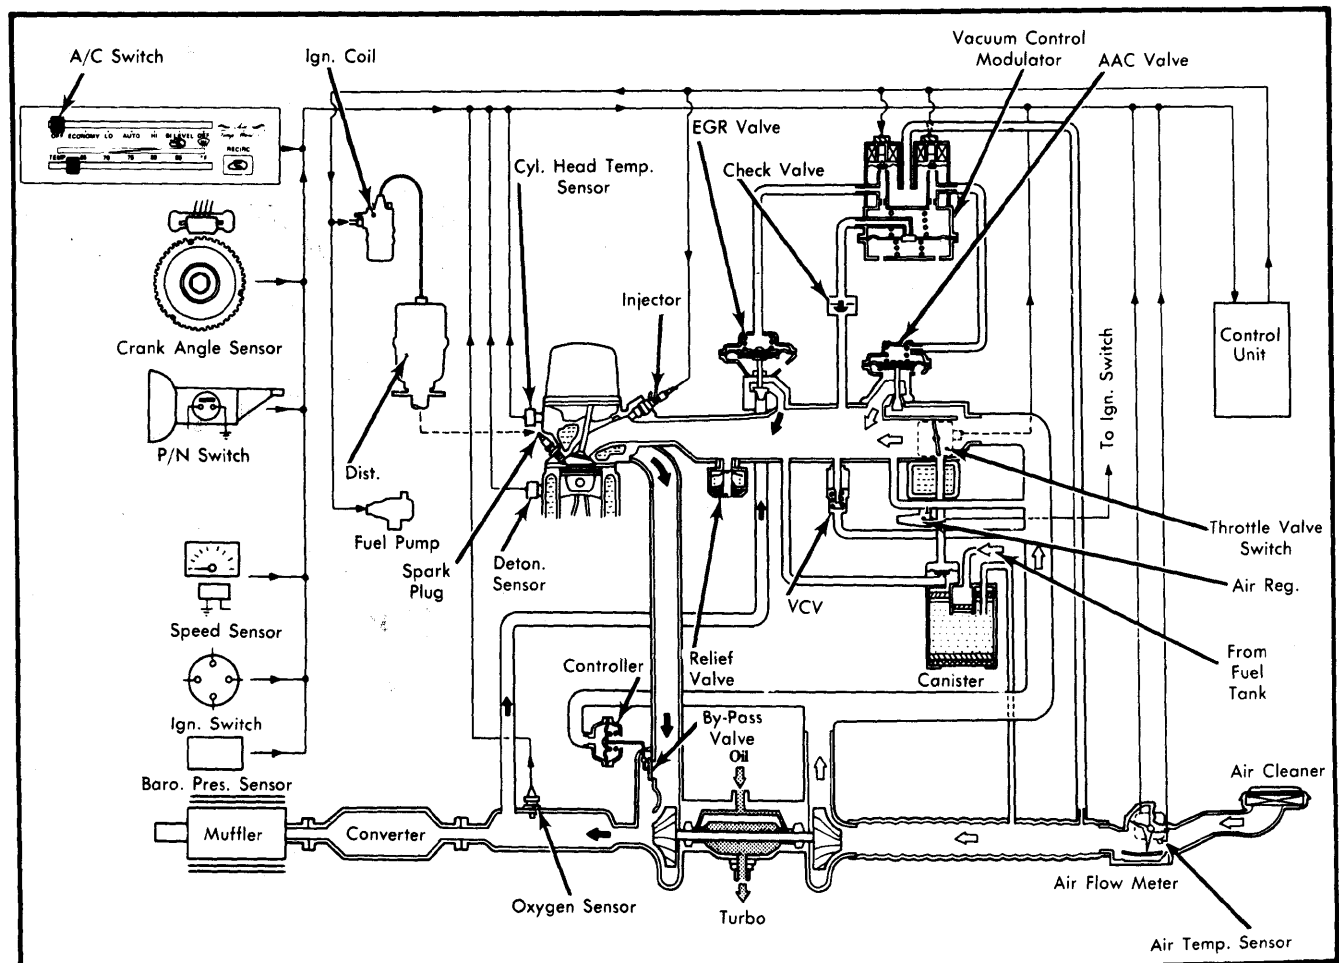 A/C Switch
Ign. Coil
Vacuum Control
Modulator
AAC Valve
EGR Valve
Check Valve
OFF ECONOMY LO AUTO HI BI-LEVEL DEF
RECIRC
TEMP
°F
Cyl. Head Temp.
Sensor
Injector
Crank Angle Sensor
Control
Unit
To Ign. Switch
P/N Switch
Dist.
Fuel Pump
Spark
Plug
Deton.
Sensor
VCV
Throttle Valve
Switch
Air Reg.
Speed Sensor
Relief
Valve
Canister
From
Fuel
Tank
Controller
By-Pass
Valve
Oil
Ign. Switch
Baro. Pres. Sensor
Air Cleaner
Muffler
Converter
Oxygen Sensor
Turbo
Air Flow Meter
Air Temp. Sensor